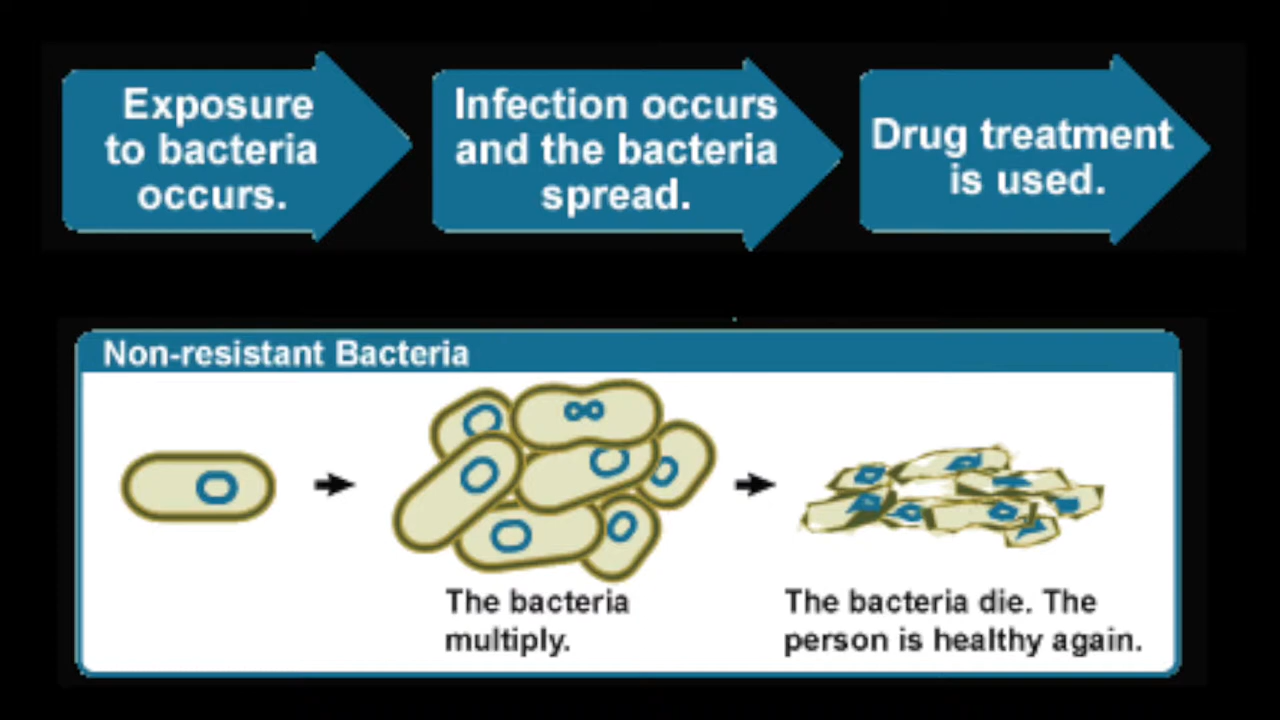 Exposure
to bacteria
occurs.
Infection occurs
and the bacteria
spread.
Drug treatment
is used.
Non-resistant Bacteria
The bacteria
multiply.
The bacteria die. The
person is healthy again.